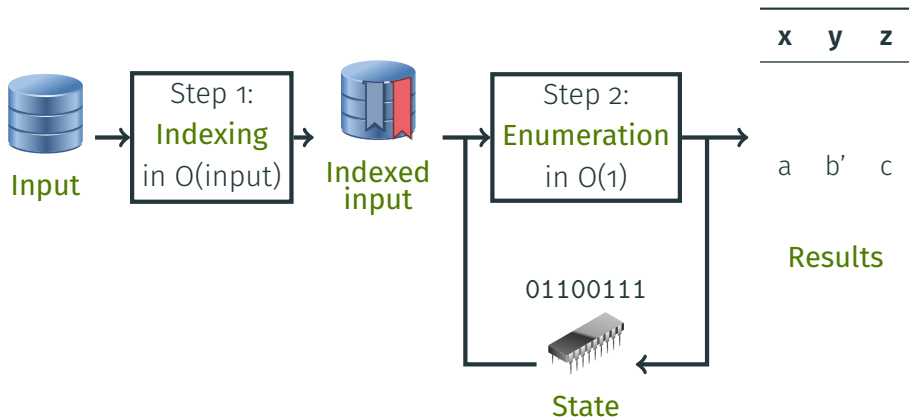 x y z
Step 1:
Indexing
in O(input)
Step 2:
Enumeration
in O(1)
Input
Indexed
input
a b’ c
Results
01100111
State